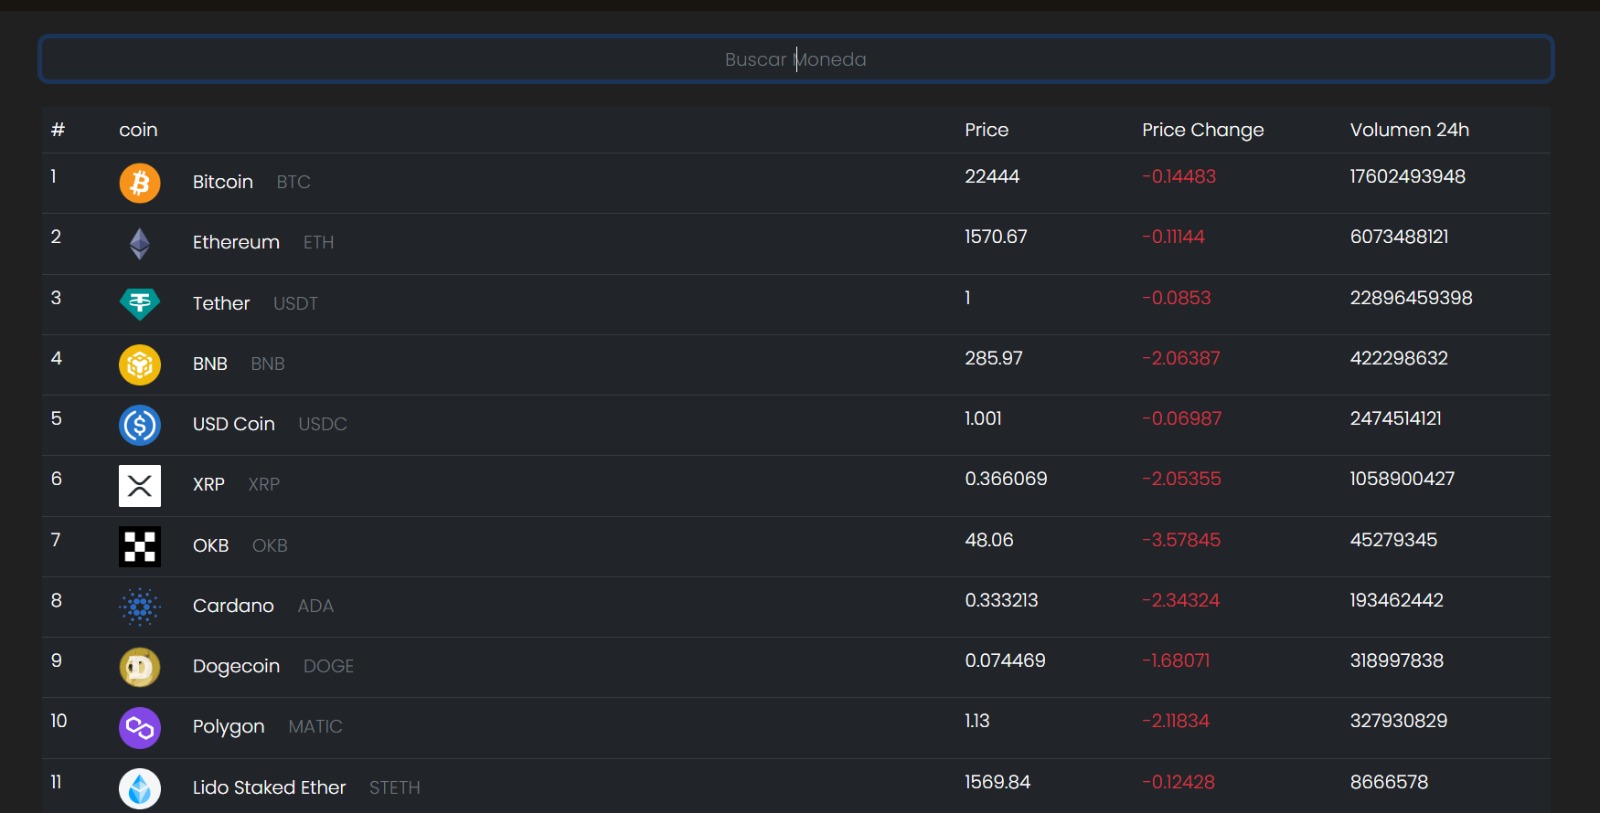 Buscar Moneda
# coin Price Price Change Volumen 24h
1 Bitcoin BTC 22444 -0.14483 17602493948
2 Ethereum ETH 1570.67 -0.11144 6073488121
3 Tether USDT 1 -0.0853 22896459398
4 BNB BNB 285.97 -2.06387 422298632
5 USD Coin USDC 1.001 -0.06987 2474514121
6 XRP XRP 0.366069 -2.05355 1058900427
7 OKB OKB 48.06 -3.57845 45279345
8 Cardano ADA 0.333213 -2.34324 193462442
9 Dogecoin DOGE 0.074469 -1.68071 318997838
10 Polygon MATIC 1.13 -2.11834 327930829
11 Lido Staked Ether STETH 1569.84 -0.12428 8666578